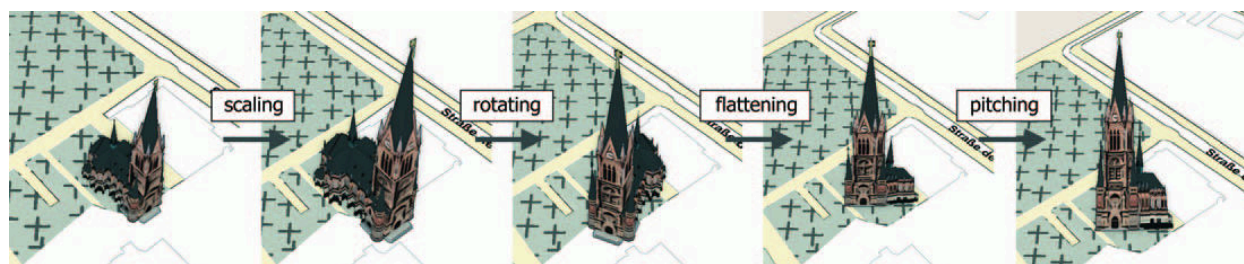 scaling
rotating
flattening
pitching
Straße.de
Straße.de
Straße.